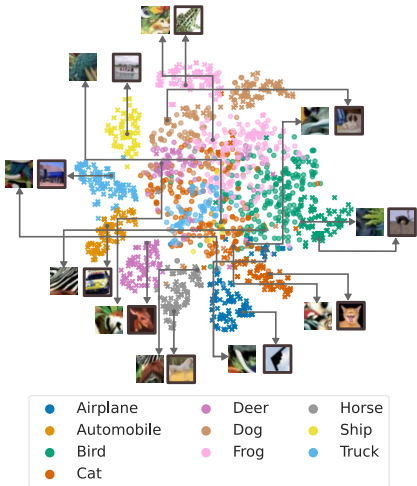 Airplane
Automobile
Bird
Cat
Deer
Dog
Frog
Horse
Ship
Truck